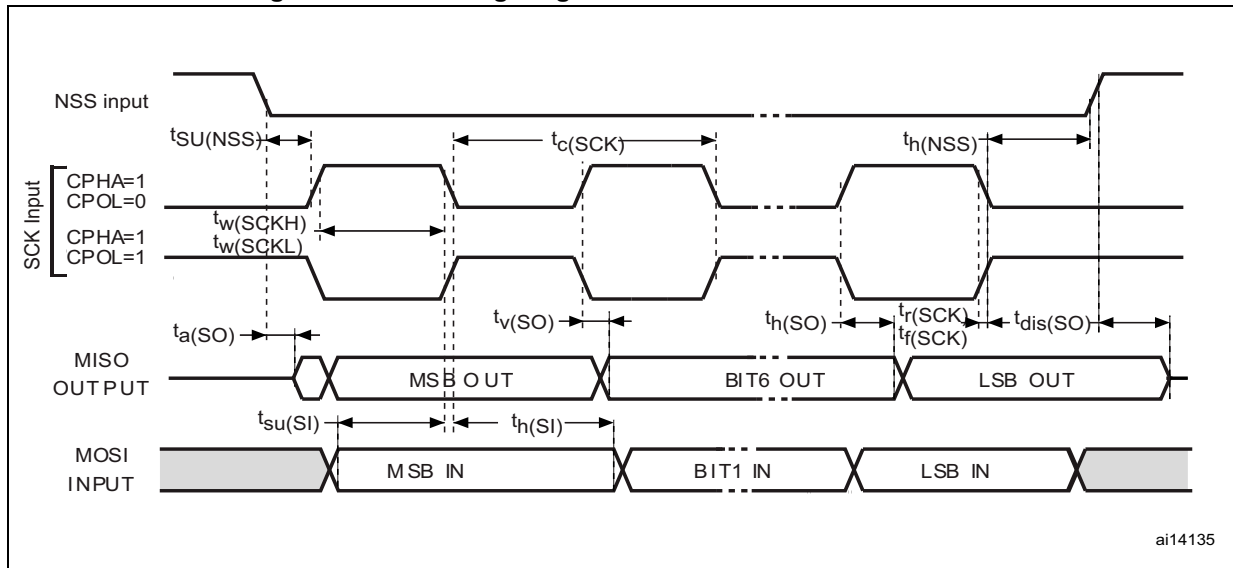 NSS input
tSU(NSS)
tc(SCK)
th(NSS)
SCK Input
CPHA=1
CPOL=0
CPHA=1
CPOL=1
tw(SCKH)
tw(SCKL)
ta(SO)
tv(SO)
th(SO)
tr(SCK)
tf(SCK)
tdis(SO)
MISO
OUTPUT
MSB OUT
BIT6 OUT
LSB OUT
tsu(SI)
th(SI)
MOSI
INPUT
MSB IN
BIT1 IN
LSB IN
ai14135